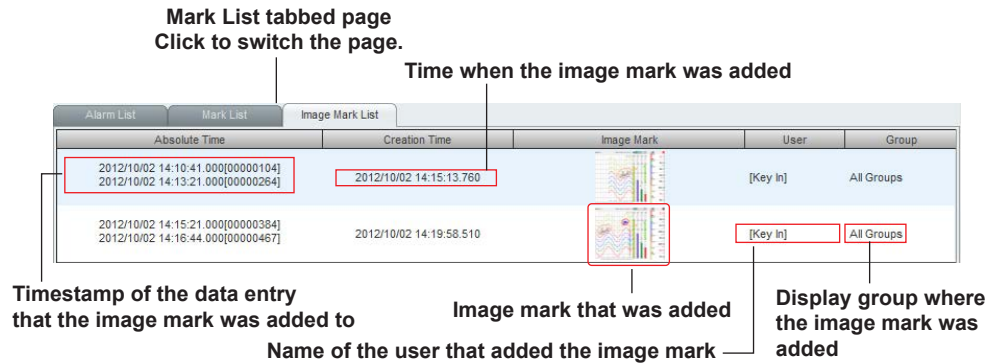 Mark List tabbed page
Click to switch the page.
Time when the image mark was added
Alarm List Mark List Image Mark List
Absolute Time Creation Time Image Mark User Group
2012/10/02 14:10:41.000[00000104]
2012/10/02 14:13:21.000[00000264]
2012/10/02 14:15:13.760
[Key In]
All Groups
2012/10/02 14:15:21.000[00000384]
2012/10/02 14:16:44.000[00000467]
2012/10/02 14:19:58.510
[Key In]
All Groups
Timestamp of the data entry
that the image mark was added to
Image mark that was added
Display group where
the image mark was
added
Name of the user that added the image mark